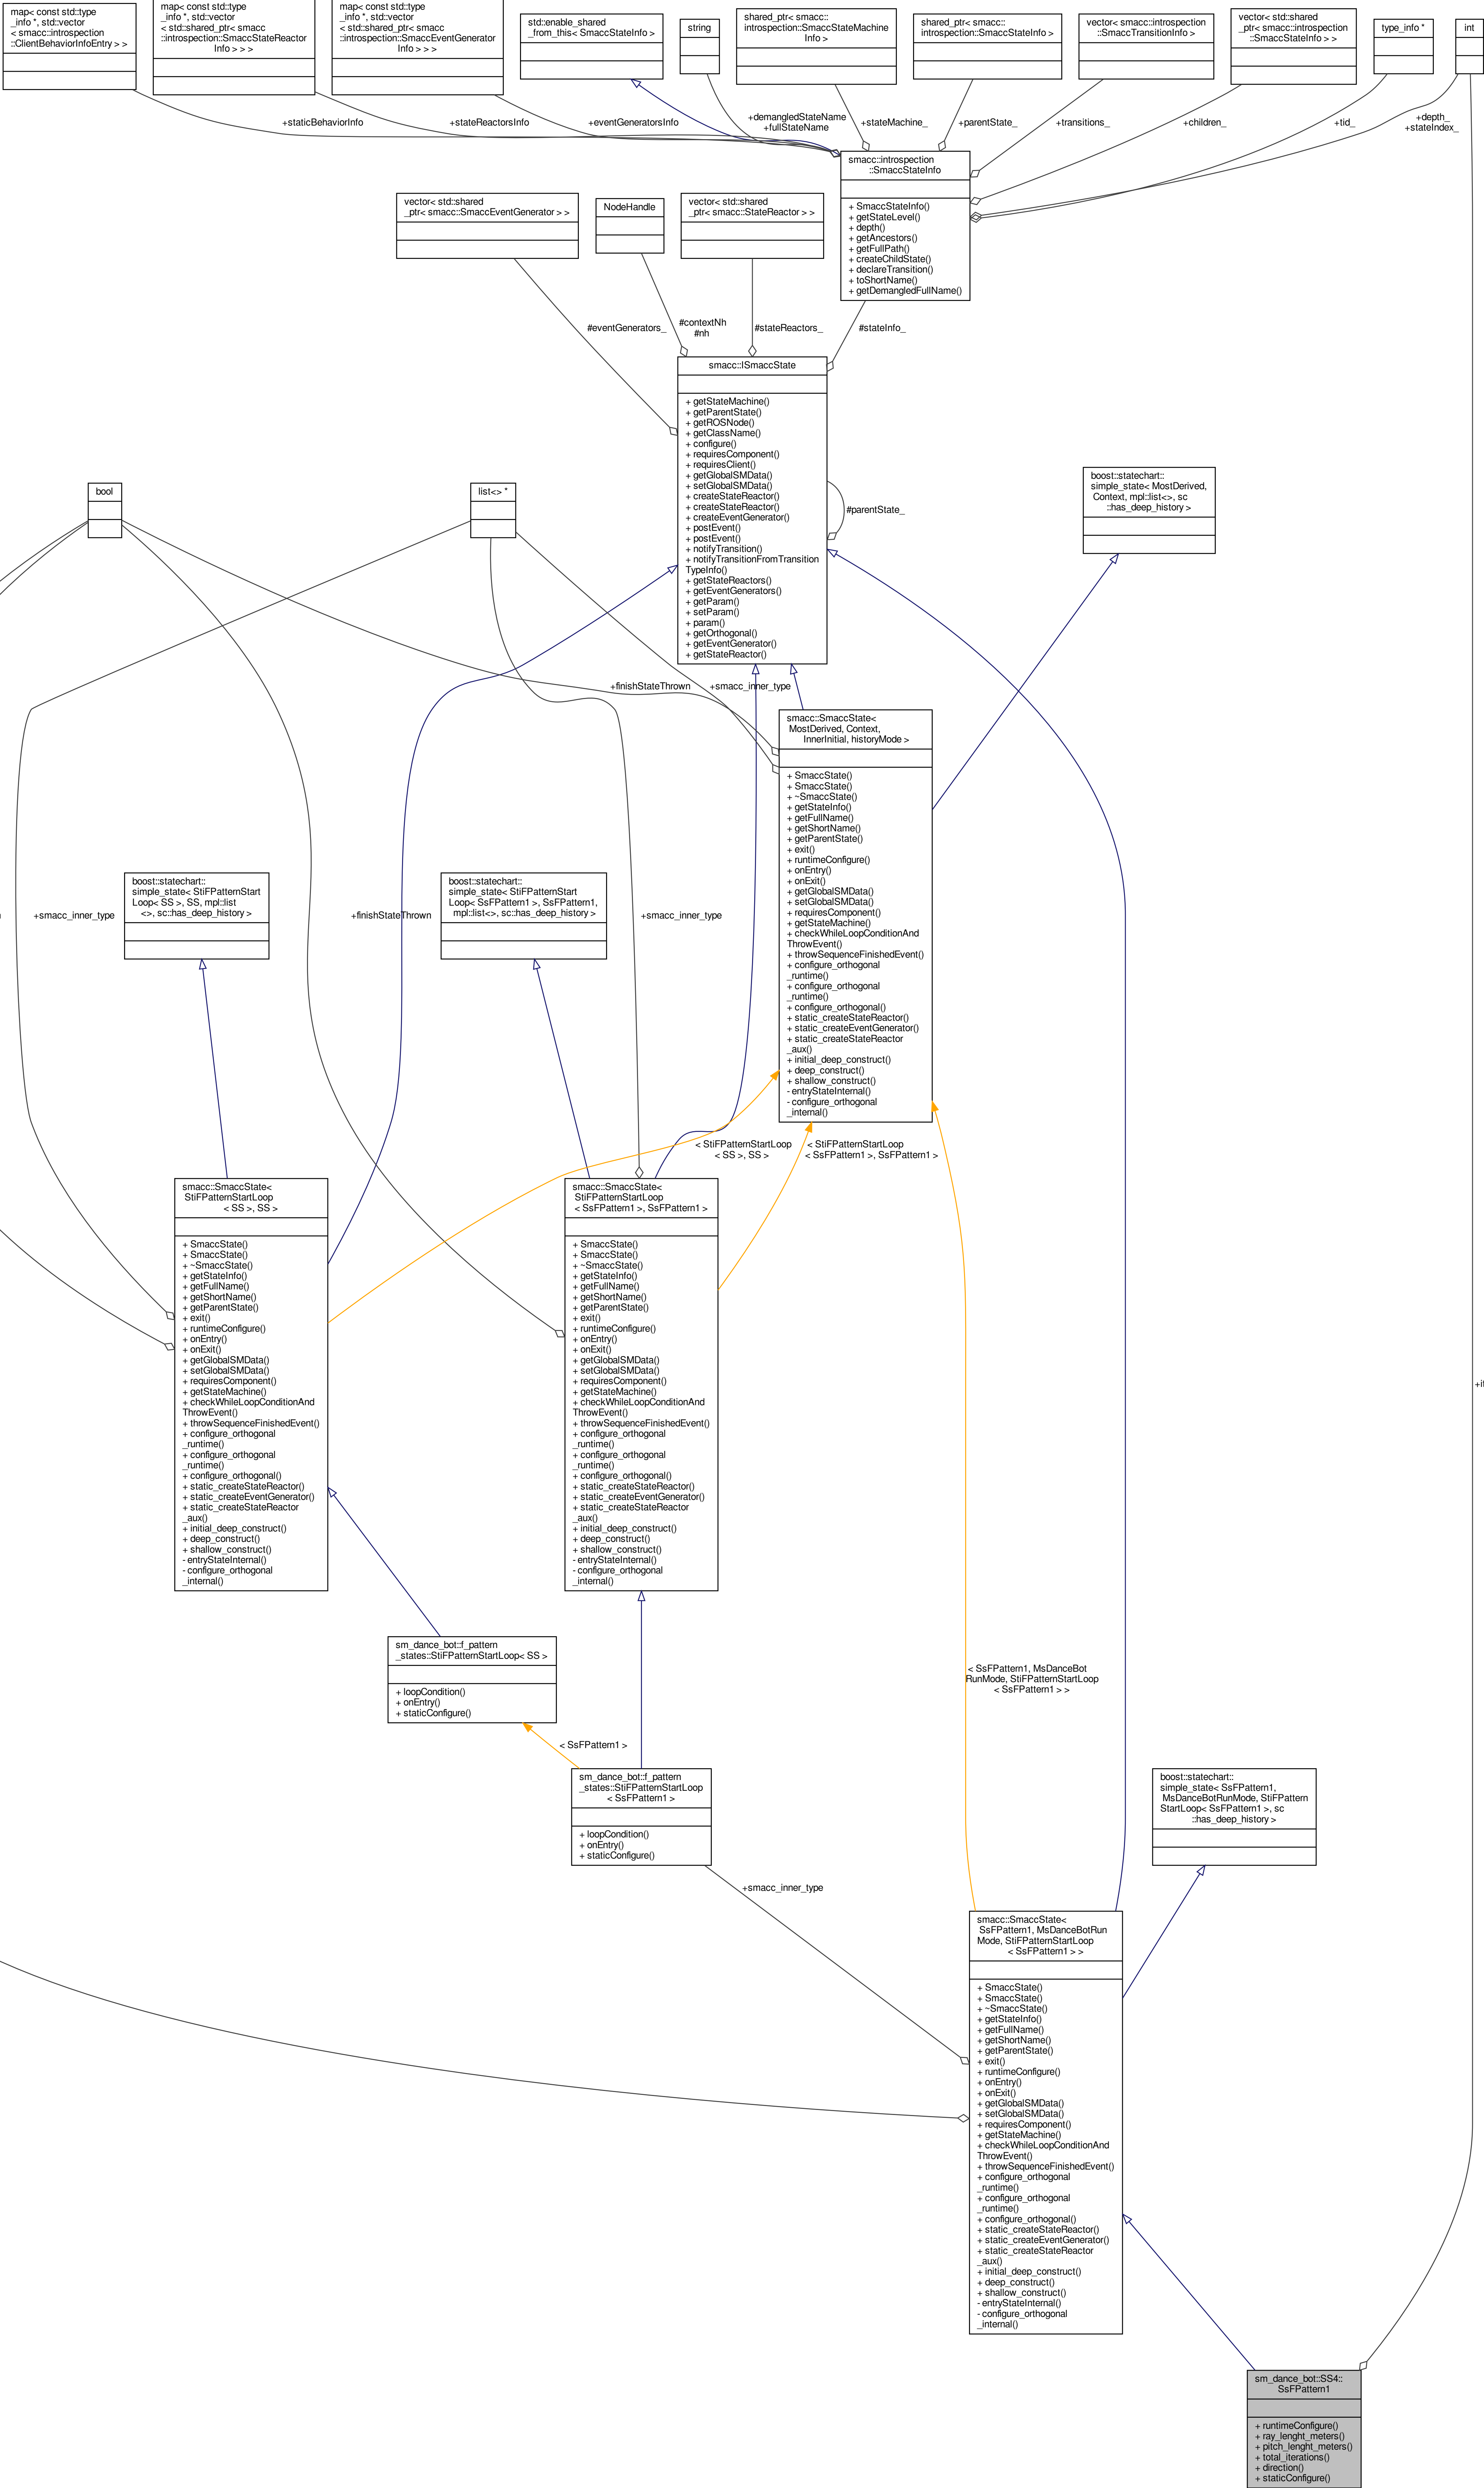 map< const std::type
_info *, std::vector
< smacc::introspection
::ClientBehaviorInfoEntry > >
map< const std::type
_info *, std::vector
< std::shared_ptr< smacc
::introspection::SmaccStateReactor
Info > > >
map< const std::type
_info *, std::vector
< std::shared_ptr< smacc
::introspection::SmaccEventGenerator
Info > > >
std::enable_shared
_from_this< SmaccStateInfo >
string
shared_ptr< smacc::
introspection::SmaccStateMachine
Info >
shared_ptr< smacc::
introspection::SmaccStateInfo >
vector< smacc::introspection
::SmaccTransitionInfo >
vector< std::shared
_ptr< smacc::introspection
::SmaccStateInfo > >
type_info *
int
+staticBehaviorInfo
+stateReactorsInfo
+eventGeneratorsInfo
+demangledStateName
+fullStateName
+stateMachine_
+parentState_
+transitions_
+children_
+tid_
+depth_
+stateIndex_
smacc::introspection
::SmaccStateInfo
+ SmaccStateInfo()
+ getStateLevel()
+ depth()
+ getAncestors()
+ getFullPath()
+ createChildState()
+ declareTransition()
+ toShortName()
+ getDemangledFullName()
vector< std::shared
_ptr< smacc::SmaccEventGenerator > >
NodeHandle
vector< std::shared
_ptr< smacc::StateReactor > >
#eventGenerators_
#contextNh
#nh
#stateReactors_
#stateInfo_
smacc::ISmaccState
+ getStateMachine()
+ getParentState()
+ getROSNode()
+ getClassName()
+ configure()
+ requiresComponent()
+ requiresClient()
+ getGlobalSMData()
+ setGlobalSMData()
+ createStateReactor()
+ createStateReactor()
+ createEventGenerator()
+ postEvent()
+ postEvent()
+ notifyTransition()
+ notifyTransitionFromTransition
TypeInfo()
+ getStateReactors()
+ getEventGenerators()
+ getParam()
+ setParam()
+ param()
+ getOrthogonal()
+ getEventGenerator()
+ getStateReactor()
#parentState_
bool
list<> *
boost::statechart::
simple_state< MostDerived,
Context, mpl::list<>, sc
::has_deep_history >
+finishStateThrown
+smacc_inner_type
smacc::SmaccState<
MostDerived, Context,
InnerInitial, historyMode >
+ SmaccState()
+ SmaccState()
+ ~SmaccState()
+ getStateInfo()
+ getFullName()
+ getShortName()
+ getParentState()
+ exit()
+ runtimeConfigure()
+ onEntry()
+ onExit()
+ getGlobalSMData()
+ setGlobalSMData()
+ requiresComponent()
+ getStateMachine()
+ checkWhileLoopConditionAnd
ThrowEvent()
+ throwSequenceFinishedEvent()
+ configure_orthogonal
_runtime()
+ configure_orthogonal
_runtime()
+ configure_orthogonal()
+ static_createStateReactor()
+ static_createEventGenerator()
+ static_createStateReactor
_aux()
+ initial_deep_construct()
+ deep_construct()
+ shallow_construct()
- entryStateInternal()
- configure_orthogonal
_internal()
boost::statechart::
simple_state< StiFPatternStart
Loop< SS >, SS, mpl::list
<>, sc::has_deep_history >
boost::statechart::
simple_state< StiFPatternStart
Loop< SsFPattern1 >, SsFPattern1,
mpl::list<>, sc::has_deep_history >
+smacc_inner_type
+finishStateThrown
+smacc_inner_type
< StiFPatternStartLoop
< SS >, SS >
< StiFPatternStartLoop
< SsFPattern1 >, SsFPattern1 >
smacc::SmaccState<
StiFPatternStartLoop
< SS >, SS >
+ SmaccState()
+ SmaccState()
+ ~SmaccState()
+ getStateInfo()
+ getFullName()
+ getShortName()
+ getParentState()
+ exit()
+ runtimeConfigure()
+ onEntry()
+ onExit()
+ getGlobalSMData()
+ setGlobalSMData()
+ requiresComponent()
+ getStateMachine()
+ checkWhileLoopConditionAnd
ThrowEvent()
+ throwSequenceFinishedEvent()
+ configure_orthogonal
_runtime()
+ configure_orthogonal
_runtime()
+ configure_orthogonal()
+ static_createStateReactor()
+ static_createEventGenerator()
+ static_createStateReactor
_aux()
+ initial_deep_construct()
+ deep_construct()
+ shallow_construct()
- entryStateInternal()
- configure_orthogonal
_internal()
smacc::SmaccState<
StiFPatternStartLoop
< SsFPattern1 >, SsFPattern1 >
+ SmaccState()
+ SmaccState()
+ ~SmaccState()
+ getStateInfo()
+ getFullName()
+ getShortName()
+ getParentState()
+ exit()
+ runtimeConfigure()
+ onEntry()
+ onExit()
+ getGlobalSMData()
+ setGlobalSMData()
+ requiresComponent()
+ getStateMachine()
+ checkWhileLoopConditionAnd
ThrowEvent()
+ throwSequenceFinishedEvent()
+ configure_orthogonal
_runtime()
+ configure_orthogonal
_runtime()
+ configure_orthogonal()
+ static_createStateReactor()
+ static_createEventGenerator()
+ static_createStateReactor
_aux()
+ initial_deep_construct()
+ deep_construct()
+ shallow_construct()
- entryStateInternal()
- configure_orthogonal
_internal()
sm_dance_bot::f_pattern
_states::StiFPatternStartLoop< SS >
+ loopCondition()
+ onEntry()
+ staticConfigure()
< SsFPattern1 >
< SsFPattern1, MsDanceBot
RunMode, StiFPatternStartLoop
< SsFPattern1 > >
sm_dance_bot::f_pattern
_states::StiFPatternStartLoop
< SsFPattern1 >
+ loopCondition()
+ onEntry()
+ staticConfigure()
boost::statechart::
simple_state< SsFPattern1,
MsDanceBotRunMode, StiFPattern
StartLoop< SsFPattern1 >, sc
::has_deep_history >
+smacc_inner_type
smacc::SmaccState<
SsFPattern1, MsDanceBotRun
Mode, StiFPatternStartLoop
< SsFPattern1 > >
+ SmaccState()
+ SmaccState()
+ ~SmaccState()
+ getStateInfo()
+ getFullName()
+ getShortName()
+ getParentState()
+ exit()
+ runtimeConfigure()
+ onEntry()
+ onExit()
+ getGlobalSMData()
+ setGlobalSMData()
+ requiresComponent()
+ getStateMachine()
+ checkWhileLoopConditionAnd
ThrowEvent()
+ throwSequenceFinishedEvent()
+ configure_orthogonal
_runtime()
+ configure_orthogonal
_runtime()
+ configure_orthogonal()
+ static_createStateReactor()
+ static_createEventGenerator()
+ static_createStateReactor
_aux()
+ initial_deep_construct()
+ deep_construct()
+ shallow_construct()
- entryStateInternal()
- configure_orthogonal
_internal()
sm_dance_bot::SS4::
SsFPattern1
+ runtimeConfigure()
+ ray_lenght_meters()
+ pitch_lenght_meters()
+ total_iterations()
+ direction()
+ staticConfigure()